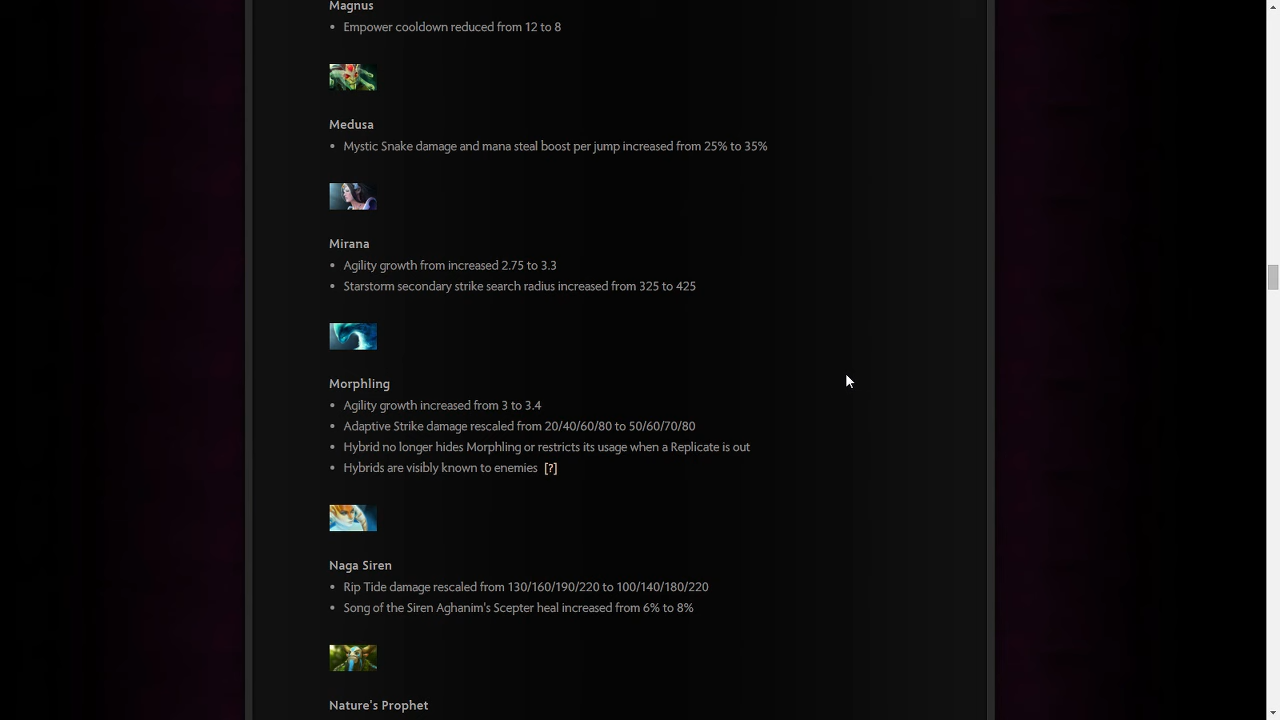 Magnus
• Empower cooldown reduced from 12 to 8
Medusa
• Mystic Snake damage and mana steal boost per jump increased from 25% to 35%
Mirana
• Agility growth from increased 2.75 to 3.3
• Starstorm secondary strike search radius increased from 325 to 425
Morphling
• Agility growth increased from 3 to 3.4
• Adaptive Strike damage rescaled from 20/40/60/80 to 50/60/70/80
• Hybrid no longer hides Morphling or restricts its usage when a Replicate is out
• Hybrids are visibly known to enemies [?]
Naga Siren
• Rip Tide damage rescaled from 130/160/190/220 to 100/140/180/220
• Song of the Siren Aghanim's Scepter heal increased from 6% to 8%
Nature's Prophet